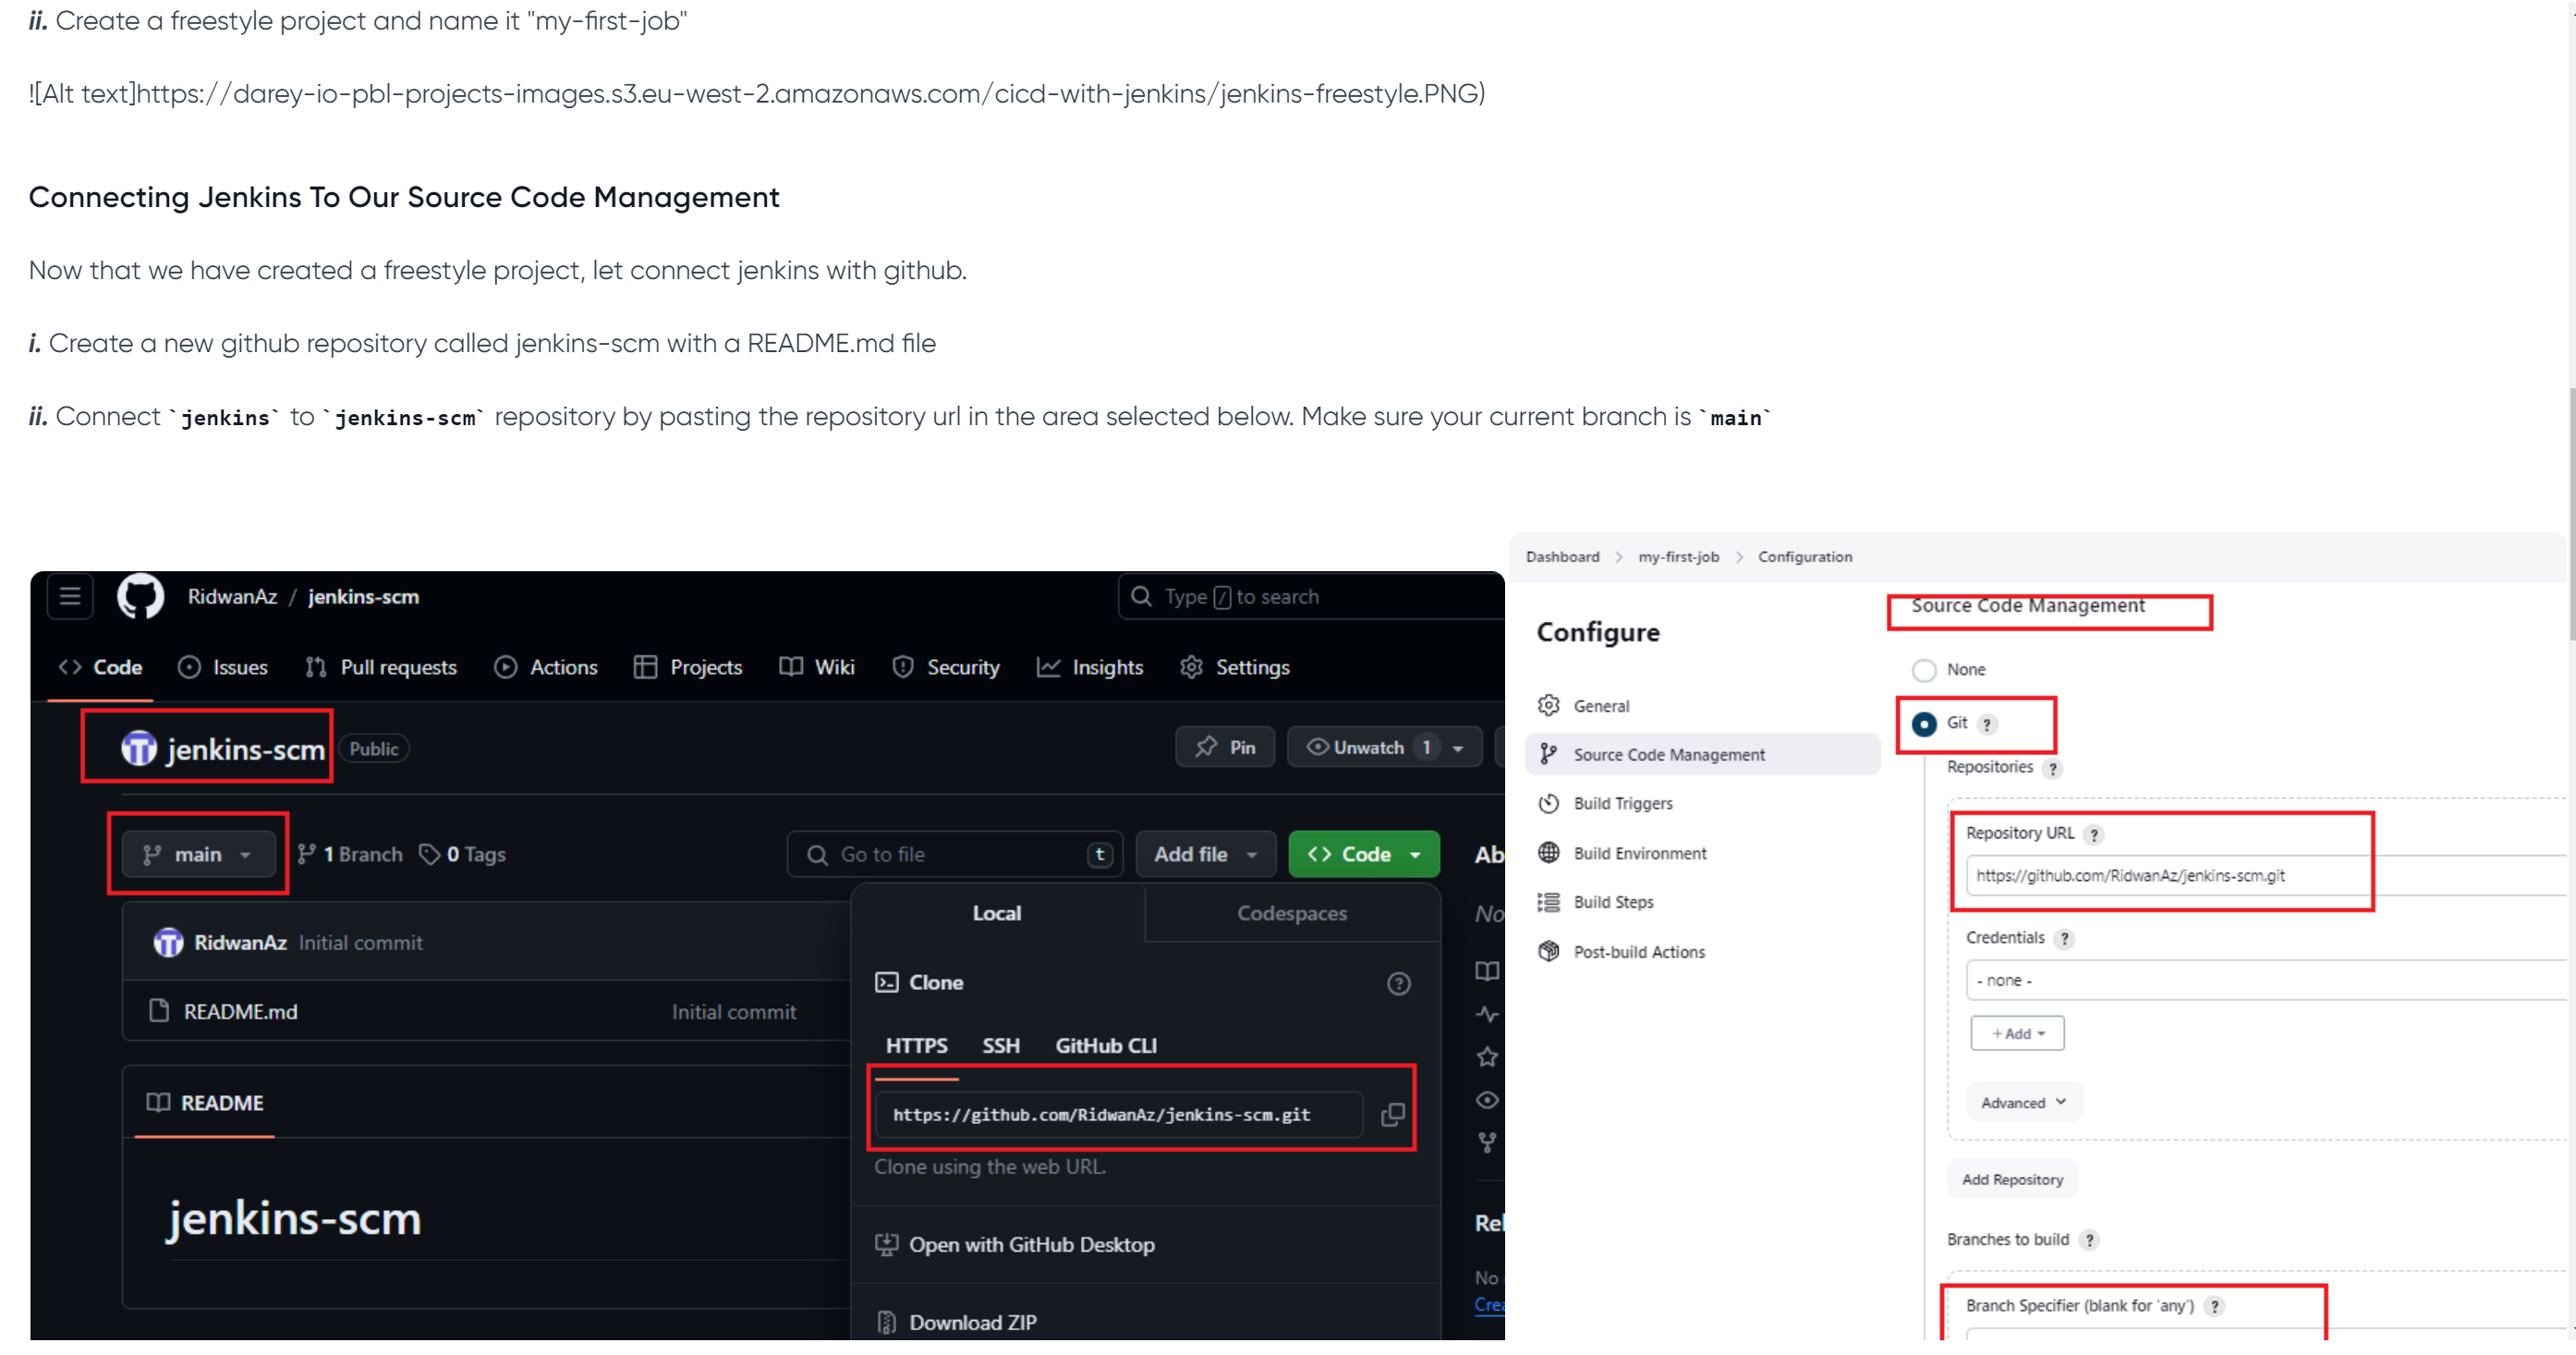 ii. Create a freestyle project and name it "my-first-job"
![Alt text]https://darey-io-pbl-projects-images.s3.eu-west-2.amazonaws.com/cicd-with-jenkins/jenkins-freestyle.PNG)
Connecting Jenkins To Our Source Code Management
Now that we have created a freestyle project, let connect jenkins with github.
i. Create a new github repository called jenkins-scm with a README.md file
ii. Connect `jenkins` to `jenkins-scm` repository by pasting the repository url in the area selected below. Make sure your current branch is `main`
RidwanAz / jenkins-scm
Type / to search
Code Issues Pull requests Actions Projects Wiki Security Insights Settings
jenkins-scm Public
Pin Unwatch 1
main 1 Branch 0 Tags
Go to file t Add file Code Ab
Local Codespaces
No
RidwanAz Initial commit
Clone
README.md Initial commit
HTTPS SSH GitHub CLI
README
https://github.com/RidwanAz/jenkins-scm.git
Clone using the web URL.
jenkins-scm
Rel
Open with GitHub Desktop
No
Crea
Download ZIP
Dashboard > my-first-job > Configuration
Configure
General
Source Code Management
Build Triggers
Build Environment
Build Steps
Post-build Actions
Source Code Management
None
Git ?
Repositories ?
Repository URL ?
https://github.com/RidwanAz/jenkins-scm.git
Credentials ?
- none -
+ Add
Advanced
Add Repository
Branches to build ?
Branch Specifier (blank for 'any') ?